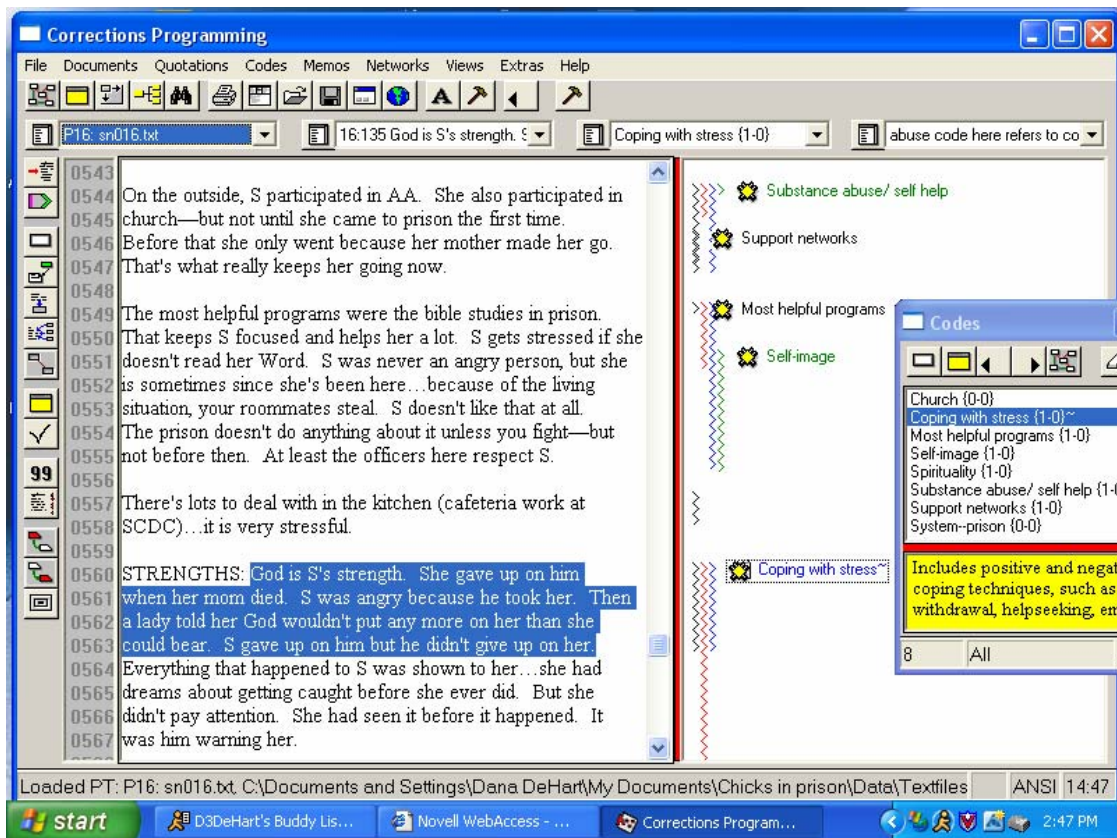 Corrections Programming
File Documents Quotations Codes Memos Networks Views Extras Help
A
P16: sn016.txt
16:135 God is S's strength. S
Coping with stress {1-0}
abuse code here refers to co
0543
0544 On the outside, S participated in A.A. She also participated in
0545 church—but not until she came to prison the first time.
0546 Before that she only went because her mother made her go.
0547 That's what really keeps her going now.
0548
0549 The most helpful programs were the bible studies in prison.
0550 That keeps S focused and helps her a lot. S gets stressed if she
0551 doesn't read her Word. S was never an angry person, but she
0552 is sometimes since she's been here…because of the living
0553 situation, your roommates steal. S doesn't like that at all.
0554 The prison doesn't do anything about it unless you fight—but
0555 not before then. At least the officers here respect S.
0556
0557 There's lots to deal with in the kitchen (cafeteria work at
0558 SCDC)…it is very stressful.
0559
0560 STRENGTHS: God is S's strength. She gave up on him
0561 when her mom died. S was angry because he took her. Then
0562 a lady told her God wouldn't put any more on her than she
0563 could bear. S gave up on him but he didn't give up on her.
0564 Everything that happened to S was shown to her…she had
0565 dreams about getting caught before she ever did. But she
0566 didn't pay attention. She had seen it before it happened. It
0567 was him warning her.
99
Substance abuse/ self help
Support networks
Most helpful programs
Self-image
Coping with stress~
Codes
Church {0-0}
Coping with stress {1-0}~
Most helpful programs {1-0}
Self-image {1-0}
Spirituality {1-0}
Substance abuse/ self help {1-0
Support networks {1-0}
System--prison {0-0}
Includes positive and negat
coping techniques, such as
withdrawal, helpseeking, em
8 All
Loaded PT: P16: sn016.txt, C:\Documents and Settings\Dana DeHart\My Documents\Chicks in prison\Data\Textfiles ANSI 14:47
start D3DeHart's Buddy Lis... Novell WebAccess - ... Corrections Program... 2:47 PM